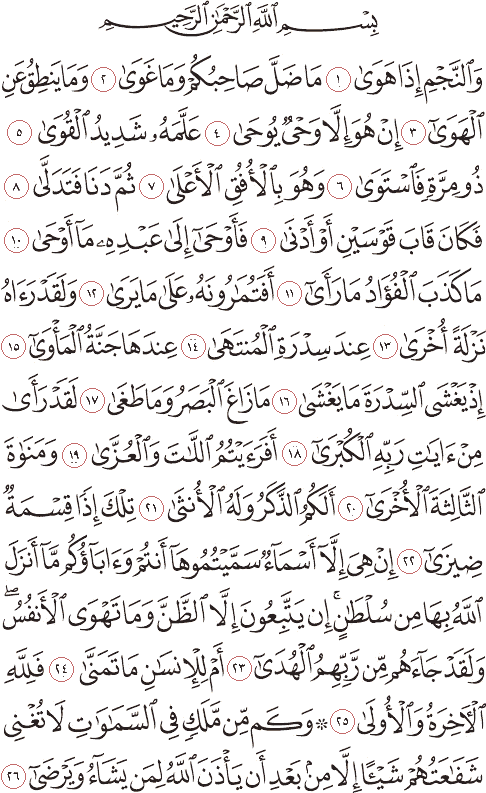 بِسْمِ ٱللَّهِ ٱلرَّحْمَٰنِ ٱلرَّحِيمِ
وَٱلنَّجْمِ إِذَا هَوَىٰ ١ مَا ضَلَّ صَاحِبُكُمْ وَمَا غَوَىٰ ٢ وَمَا يَنطِقُ عَنِ
ٱلْهَوَىٰٓ ٣ إِنْ هُوَ إِلَّا وَحْىٌ يُوحَىٰ ٤ عَلَّمَهُۥ شَدِيدُ ٱلْقُوَىٰ ٥
ذُو مِرَّةٍ فَٱسْتَوَىٰ ٦ وَهُوَ بِٱلْأُفُقِ ٱلْأَعْلَىٰ ٧ ثُمَّ دَنَا فَتَدَلَّىٰ ٨
فَكَانَ قَابَ قَوْسَيْنِ أَوْ أَدْنَىٰ ٩ فَأَوْحَىٰٓ إِلَىٰ عَبْدِهِۦ مَآ أَوْحَىٰ ١٠
مَا كَذَبَ ٱلْفُؤَادُ مَا رَأَىٰٓ ١١ أَفَتُمَٰرُونَهُۥ عَلَىٰ مَا يَرَىٰ ١٢ وَلَقَدْ رَءَاهُ
نَزْلَةً أُخْرَىٰ ١٣ عِندَ سِدْرَةِ ٱلْمُنتَهَىٰ ١٤ عِندَهَا جَنَّةُ ٱلْمَأْوَىٰٓ ١٥
إِذْ يَغْشَى ٱلسِّدْرَةَ مَا يَغْشَىٰ ١٦ مَا زَاغَ ٱلْبَصَرُ وَمَا طَغَىٰ ١٧ لَقَدْ رَأَىٰ
مِنْ ءَايَٰتِ رَبِّهِ ٱلْكُبْرَىٰٓ ١٨ أَفَرَءَيْتُمُ ٱللَّٰتَ وَٱلْعُزَّىٰ ١٩ وَمَنَوٰةَ
ٱلثَّالِثَةَ ٱلْأُخْرَىٰٓ ٢٠ أَلَكُمُ ٱلذَّكَرُ وَلَهُ ٱلْأُنثَىٰ ٢١ تِلْكَ إِذًا قِسْمَةٌ
ضِيزَىٰٓ ٢٢ إِنْ هِىَ إِلَّآ أَسْمَآءٌ سَمَّيْتُمُوهَآ أَنتُمْ وَءَابَآؤُكُم مَّآ أَنزَلَ
ٱللَّهُ بِهَا مِن سُلْطَٰنٍ ۚ إِن يَتَّبِعُونَ إِلَّا ٱلظَّنَّ وَمَا تَهْوَى ٱلْأَنفُسُ ۖ
وَلَقَدْ جَآءَهُم مِّن رَّبِّهِمُ ٱلْهُدَىٰٓ ٢٣ أَمْ لِلْإِنسَٰنِ مَا تَمَنَّىٰ ٢٤ فَلِلَّهِ
ٱلْءَاخِرَةُ وَٱلْأُولَىٰ ٢٥ ۞ وَكَم مِّن مَّلَكٍ فِى ٱلسَّمَٰوَٰتِ لَا تُغْنِى
شَفَٰعَتُهُمْ شَيْـًٔا إِلَّا مِنۢ بَعْدِ أَن يَأْذَنَ ٱللَّهُ لِمَن يَشَآءُ وَيَرْضَىٰٓ ٢٦